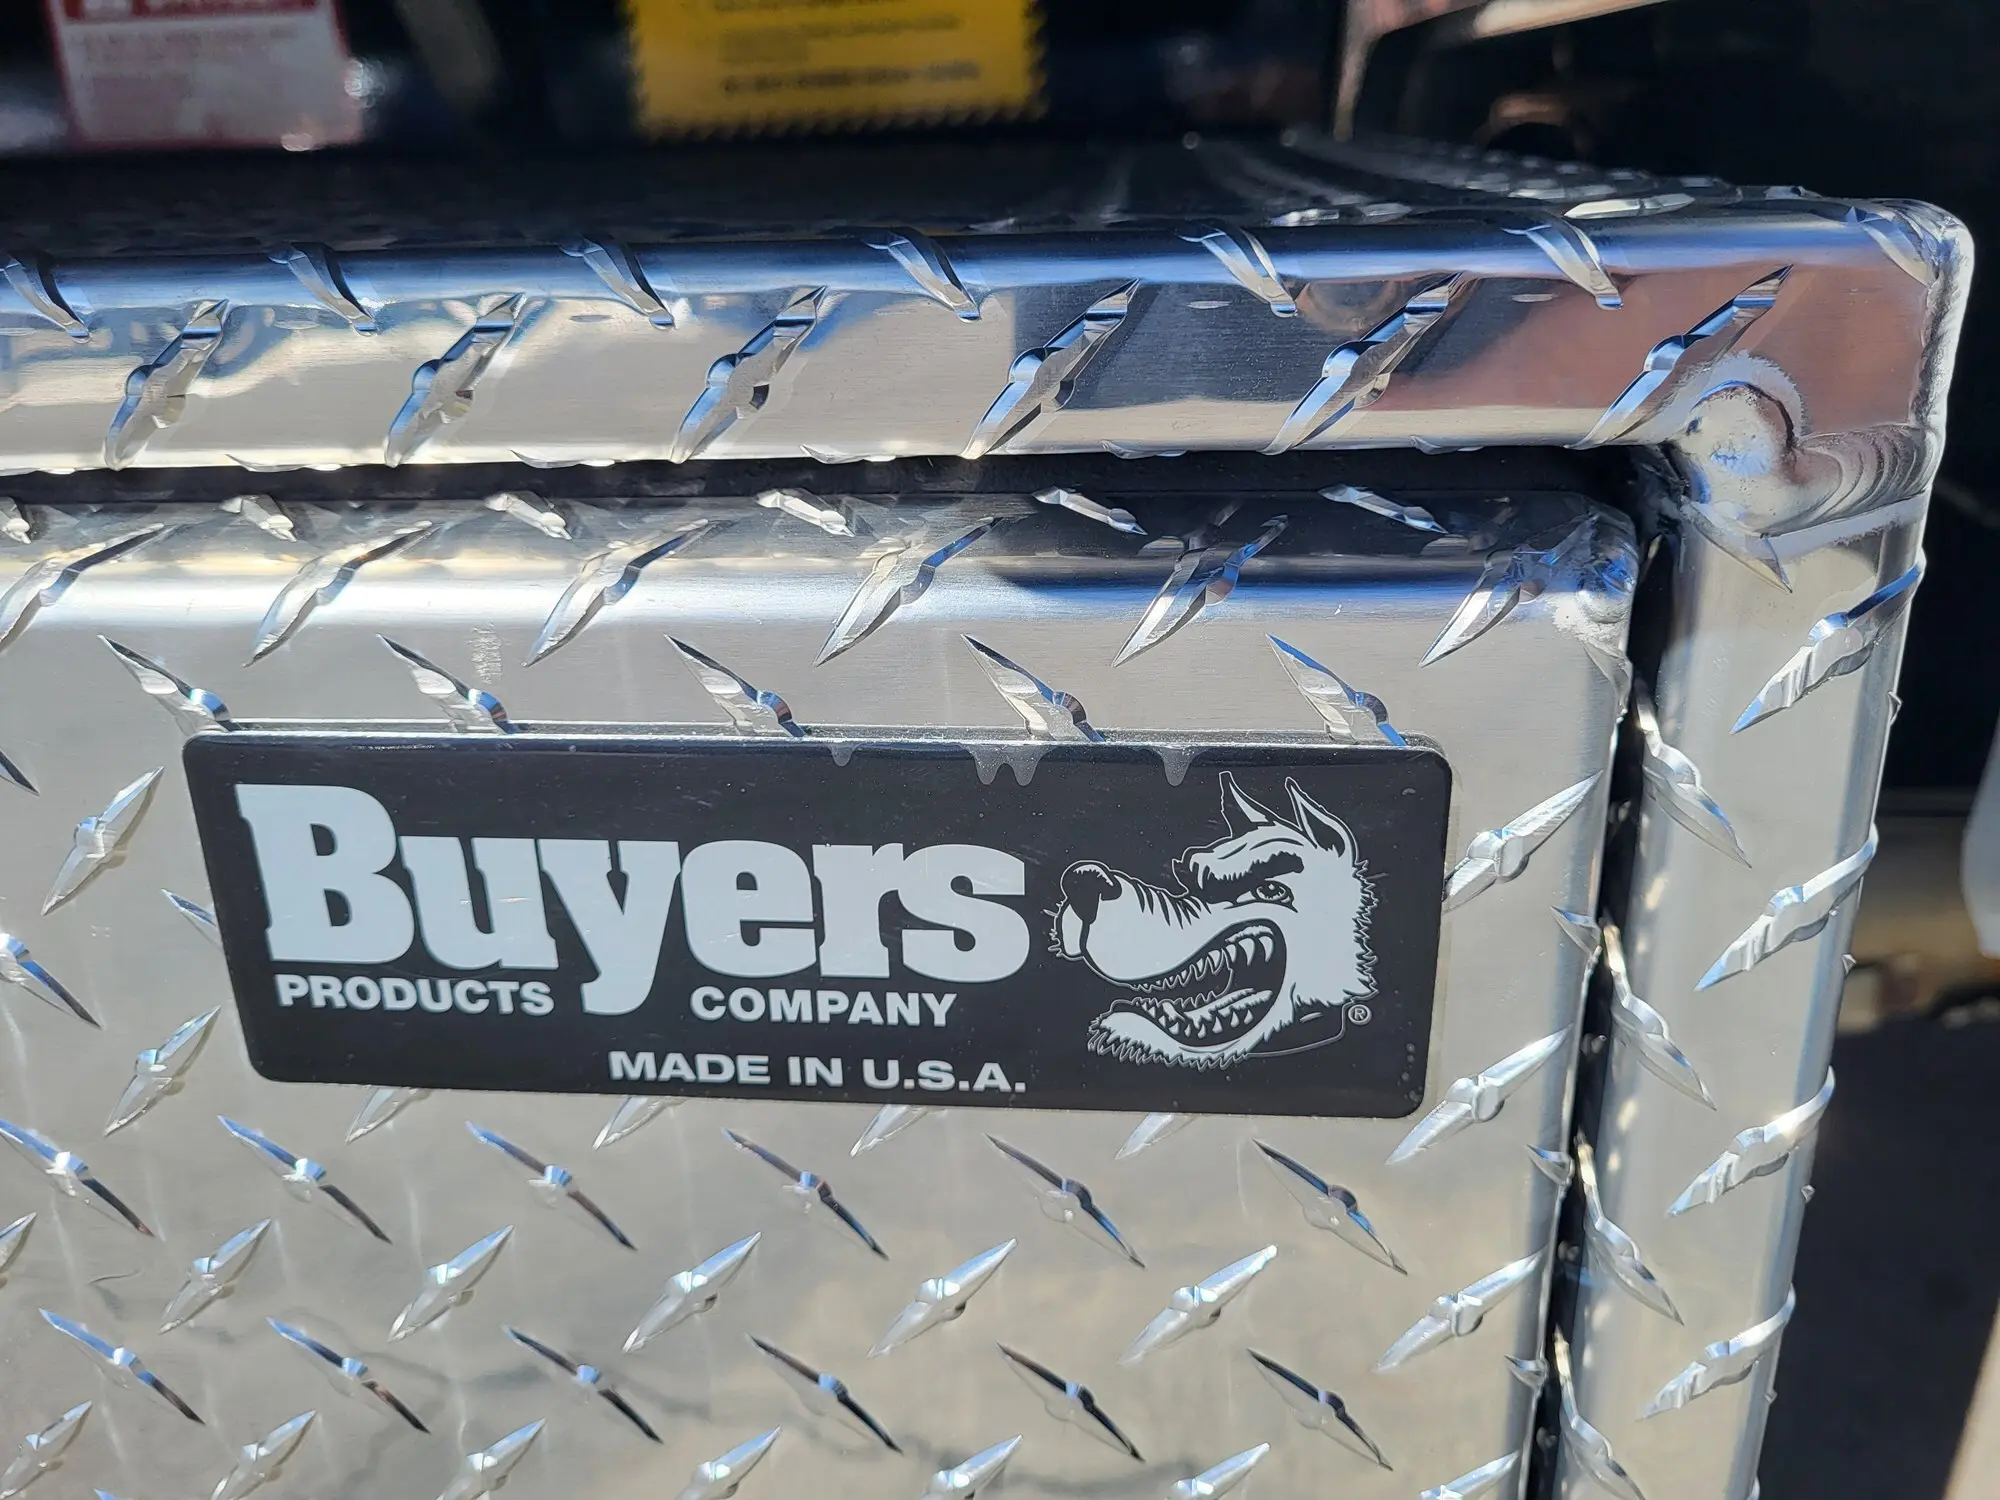 Buyers
PRODUCTS COMPANY
®
MADE IN U.S.A.